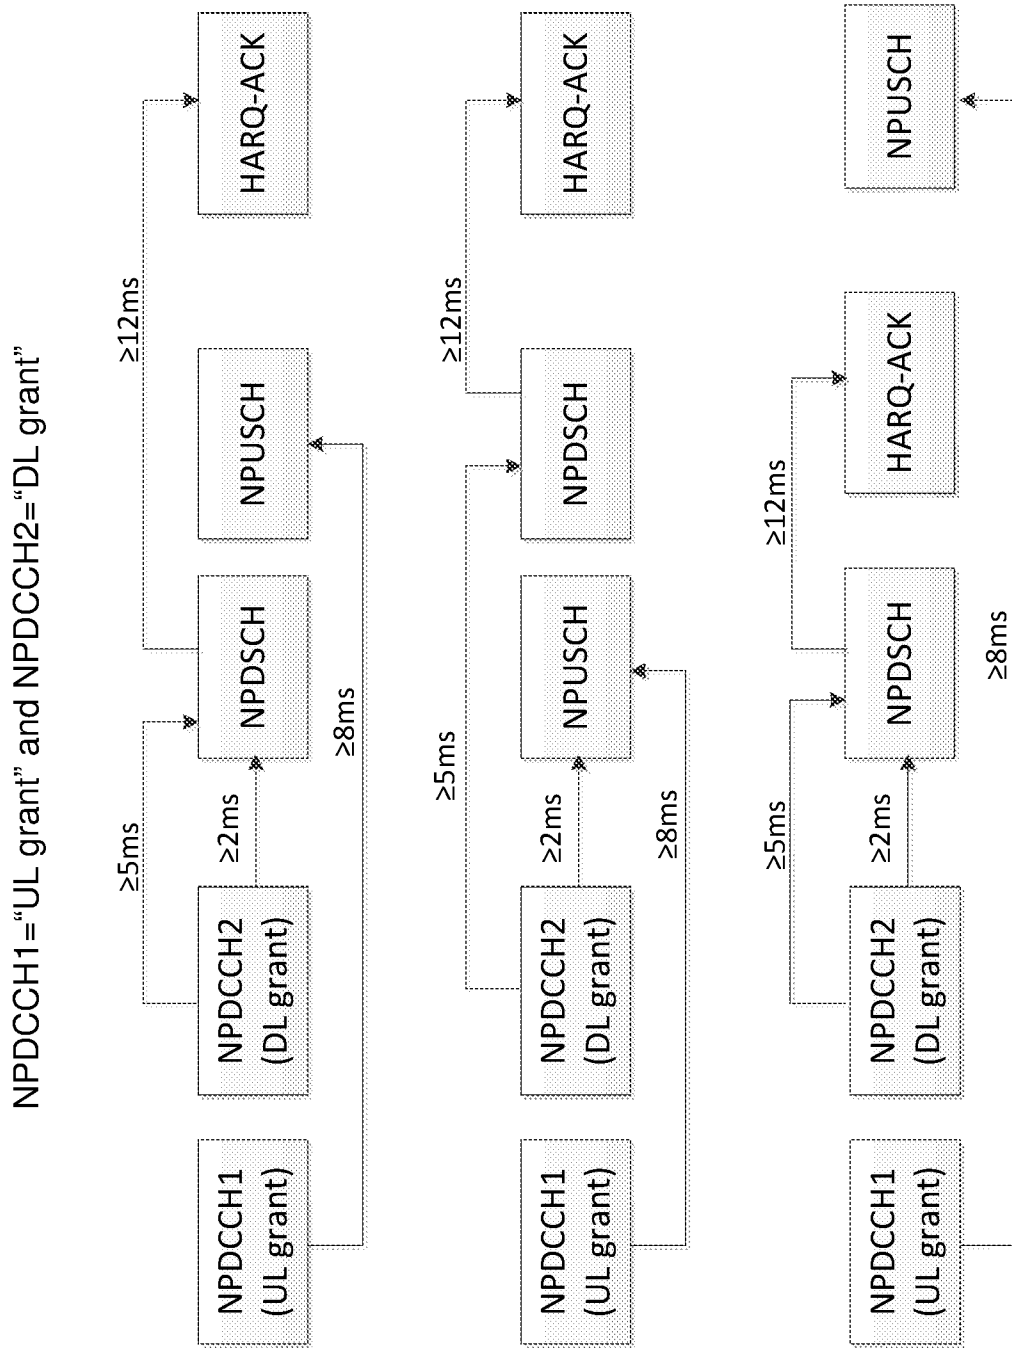 NPDCCH1="UL grant" and NPDCCH2="DL grant"
≥5ms
≥12ms
NPDCCH1
(UL grant)
NPDCCH2
(DL grant)
≥2ms
NPDSCH
NPUSCH
HARQ-ACK
≥8ms
≥5ms
≥12ms
NPDCCH1
(UL grant)
NPDCCH2
(DL grant)
≥2ms
NPUSCH
NPDSCH
HARQ-ACK
≥8ms
≥5ms
≥12ms
NPDCCH1
(UL grant)
NPDCCH2
(DL grant)
≥2ms
NPDSCH
HARQ-ACK
NPUSCH
≥8ms